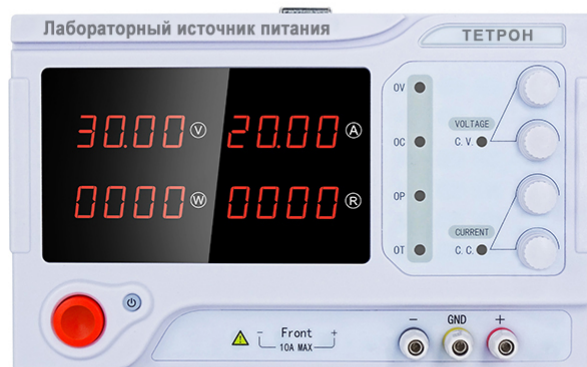 Лабораторный источник питания
ТЕТРОН
30.00 V 20.00 A
0000 W 0000 R
OV
OC
OP
OT
VOLTAGE
C.V.
CURRENT
C.C.
- Front +
10A MAX
- GND +